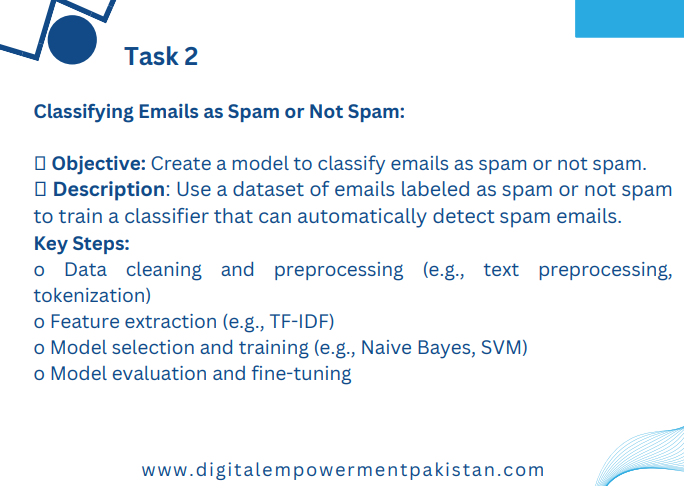 Task 2
Classifying Emails as Spam or Not Spam:
Objective: Create a model to classify emails as spam or not spam.
Description: Use a dataset of emails labeled as spam or not spam
to train a classifier that can automatically detect spam emails.
Key Steps:
o Data cleaning and preprocessing (e.g., text preprocessing,
tokenization)
o Feature extraction (e.g., TF-IDF)
o Model selection and training (e.g., Naive Bayes, SVM)
o Model evaluation and fine-tuning
www.digitalempowermentpakistan.com